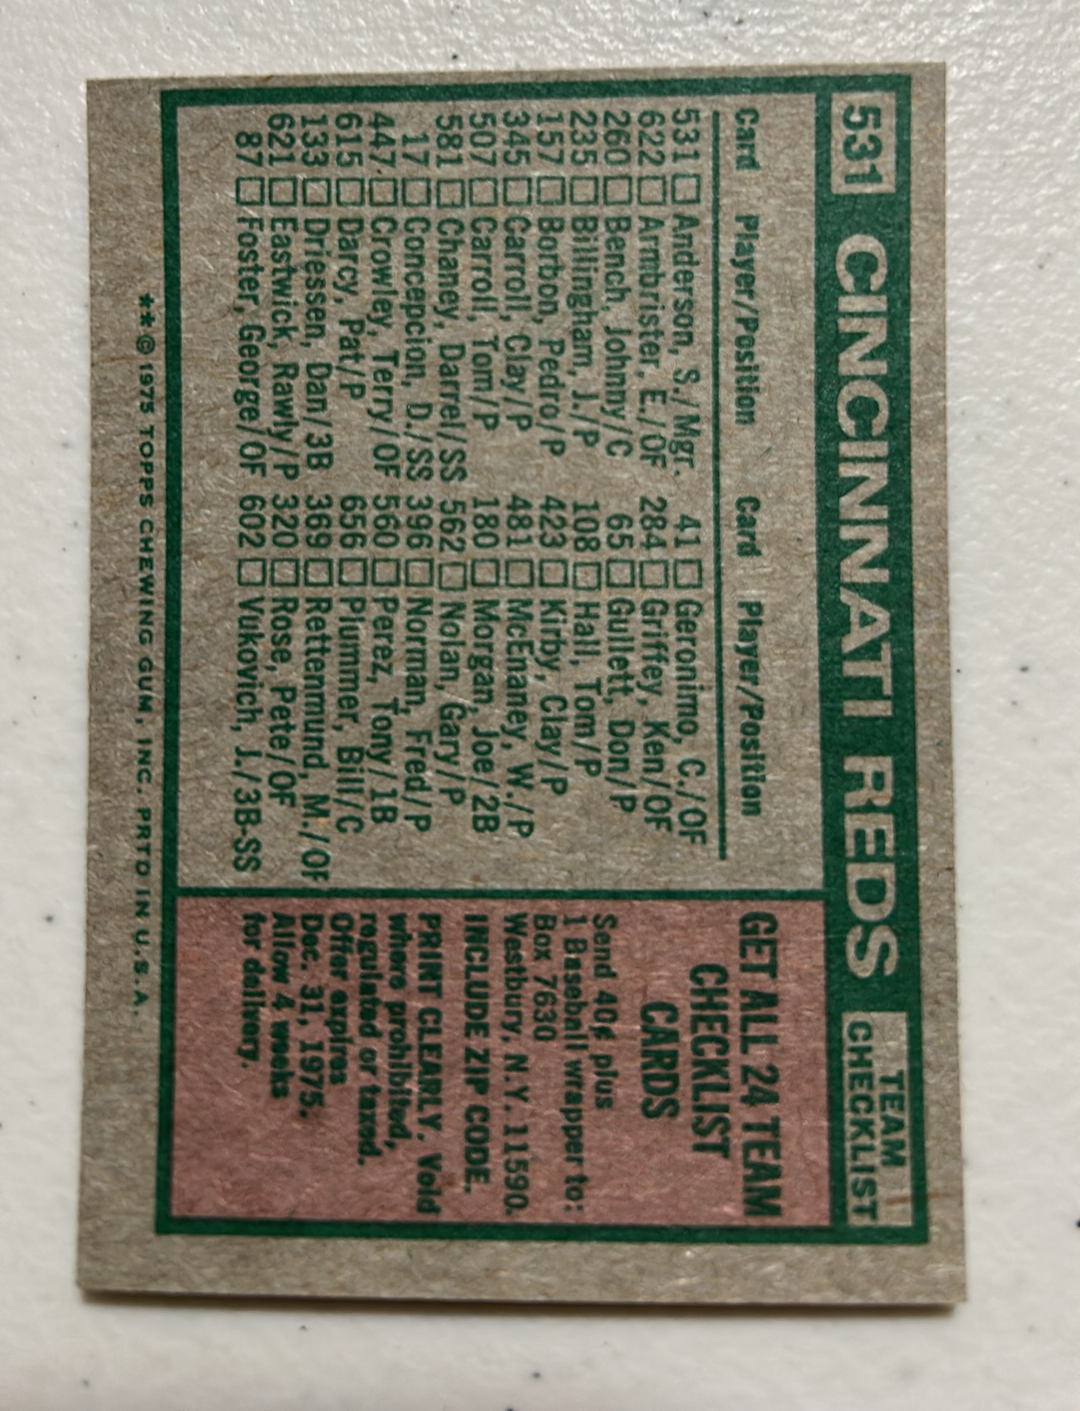 531 CINCINNATI REDS TEAM CHECKLIST
Card Player/Position Card Player/Position
531 □ Anderson, S./Mgr. 41 □ Geronimo, C./OF
622 □ Armbrister, E./OF 284 □ Griffey, Ken/OF
260 □ Bench, Johnny/C 65 □ Gullett, Don/P
235 □ Billingham, J./P 108 □ Hall, Tom/P
157 □ Borbon, Pedro/P 423 □ Kirby, Clay/P
345 □ Carroll, Clay/P 481 □ McEnaney, W./P
507 □ Carroll, Tom/P 180 □ Morgan, Joe/2B
581 □ Chaney, Darrel/SS 562 □ Nolan, Gary/P
17 □ Concepcion, D./SS 396 □ Norman, Fred/P
447 □ Crowley, Terry/OF 560 □ Perez, Tony/1B
615 □ Darcy, Pat/P 656 □ Plummer, Bill/C
133 □ Driessen, Dan/3B 369 □ Rettenmund, M./OF
621 □ Eastwick, Rawly/P 320 □ Rose, Pete/OF
87 □ Foster, George/OF 602 □ Vukovich, J./3B-SS
GET ALL 24 TEAM
CHECKLIST
CARDS
Send 40¢ plus
1 Baseball wrapper to:
Box 7630
Westbury, N.Y. 11590.
INCLUDE ZIP CODE.
PRINT CLEARLY. Void
where prohibited,
regulated or taxed.
Offer expires
Dec. 31, 1975.
Allow 4 weeks
for delivery.
**© 1975 TOPPS CHEWING GUM, INC. PRTD IN U.S.A.